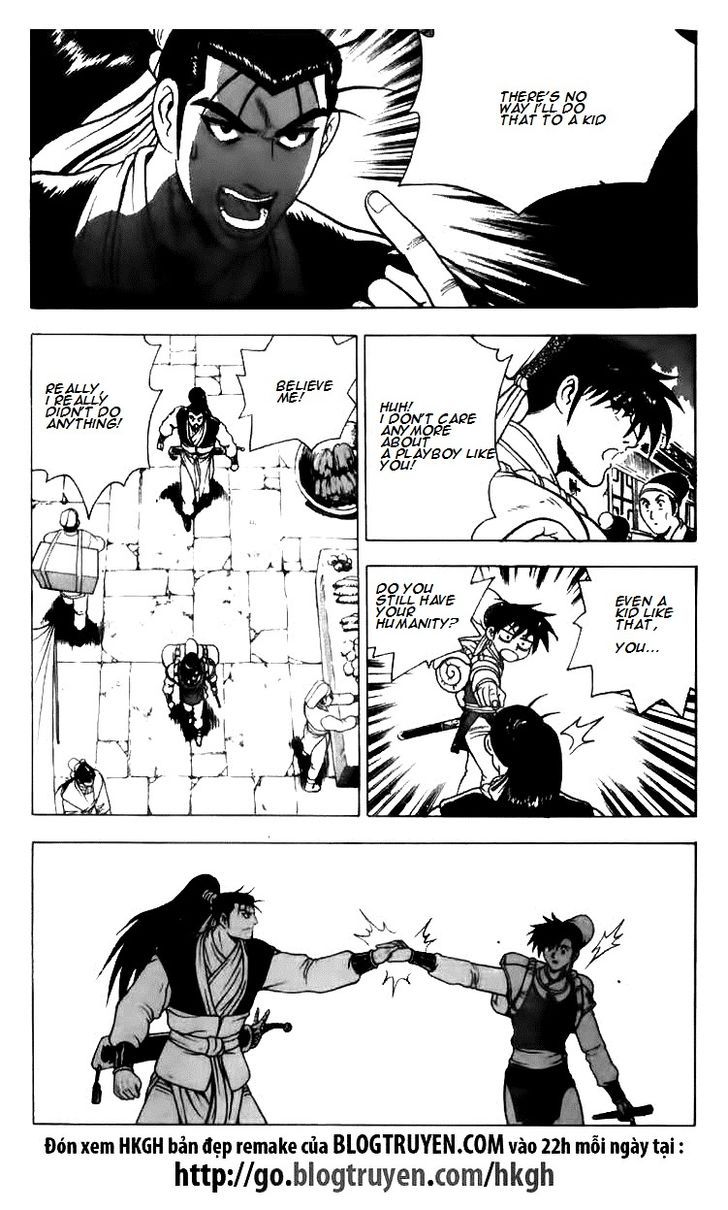 THERE'S NO
WAY I'LL DO
THAT TO A KID
HUH!
I DON'T CARE
ANYMORE
ABOUT
A PLAYBOY LIKE
YOU!
EVEN A
KID LIKE
THAT,
YOU...
DO YOU
STILL HAVE
YOUR
HUMANITY?
BELIEVE
ME!
REALLY,
I REALLY
DIDN'T DO
ANYTHING!
Đón xem HKGH bản đẹp remake của BLOGTRUYEN.COM vào 22h mỗi ngày tại :
http://go.blogtruyen.com/hkgh